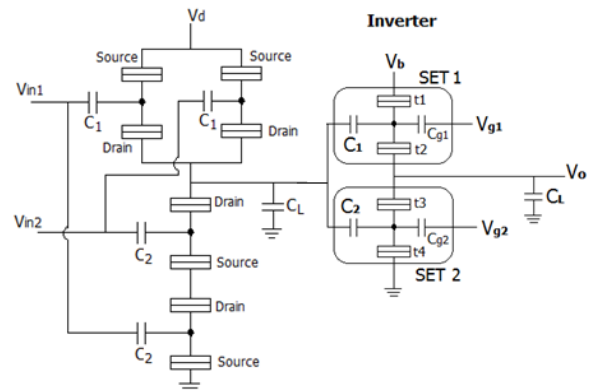 Vd
Inverter
Source
Source
Vb
SET 1
Vin1
C1
C1
t1
C1
Cg1
Vg1
Drain
Drain
t2
Vo
Drain
CL
C2
t3
CL
Vin2
C2
Cg2
Vg2
Source
t4
SET 2
Drain
C2
Source